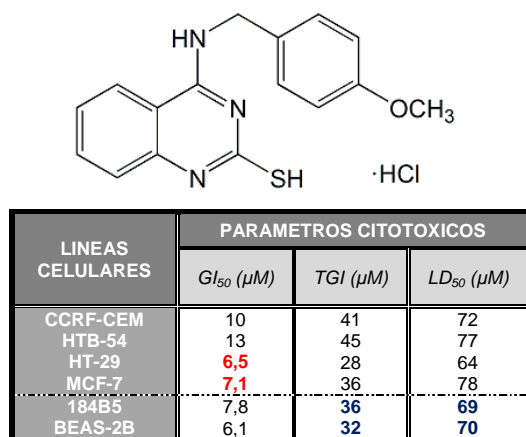 HN
N
OCH3
N
SH
·HCl
LINEAS CELULARES PARAMETROS CITOTOXICOS
GI50 (µM) TGI (µM) LD50 (µM)
CCRF-CEM 10 41 72
HTB-54 13 45 77
HT-29 6,5 28 64
MCF-7 7,1 36 78
184B5 7,8 36 69
BEAS-2B 6,1 32 70